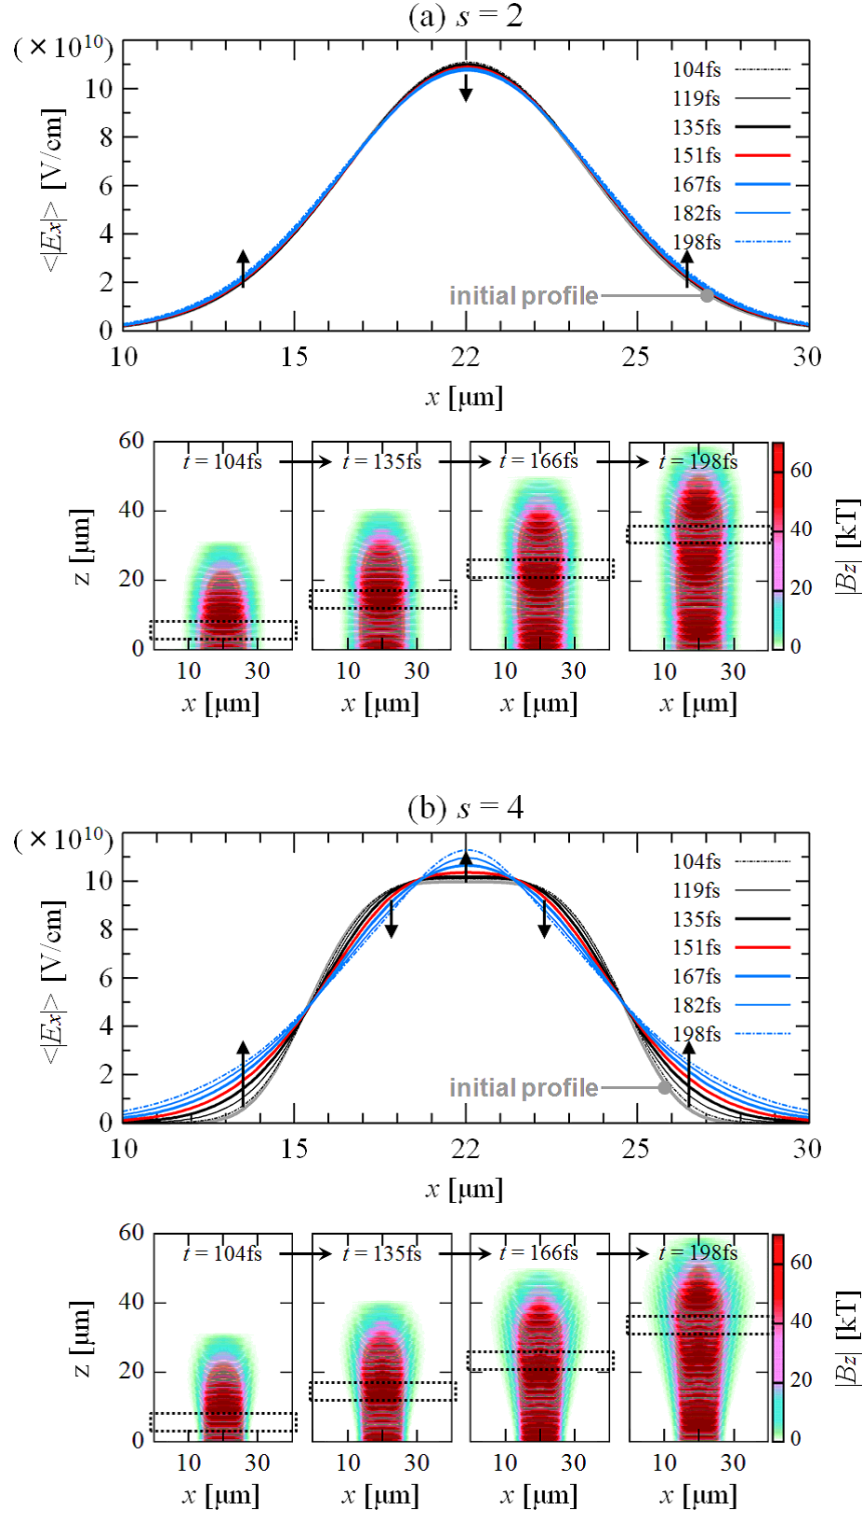 (a) s = 2
(×10¹⁰)
10
8
6
4
2
0
<|Ex|> [V/cm]
104fs
119fs
135fs
151fs
167fs
182fs
198fs
initial profile
10 15 22 25 30
x [μm]
60
40
20
0
z [μm]
t = 104fs t = 135fs t = 166fs t = 198fs
60
40
20
0
|Bz| [kT]
10 30 10 30 10 30 10 30
x [μm] x [μm] x [μm] x [μm]
(b) s = 4
(×10¹⁰)
10
8
6
4
2
0
<|Ex|> [V/cm]
104fs
119fs
135fs
151fs
167fs
182fs
198fs
initial profile
10 15 22 25 30
x [μm]
60
40
20
0
z [μm]
t = 104fs t = 135fs t = 166fs t = 198fs
60
40
20
0
|Bz| [kT]
10 30 10 30 10 30 10 30
x [μm] x [μm] x [μm] x [μm]